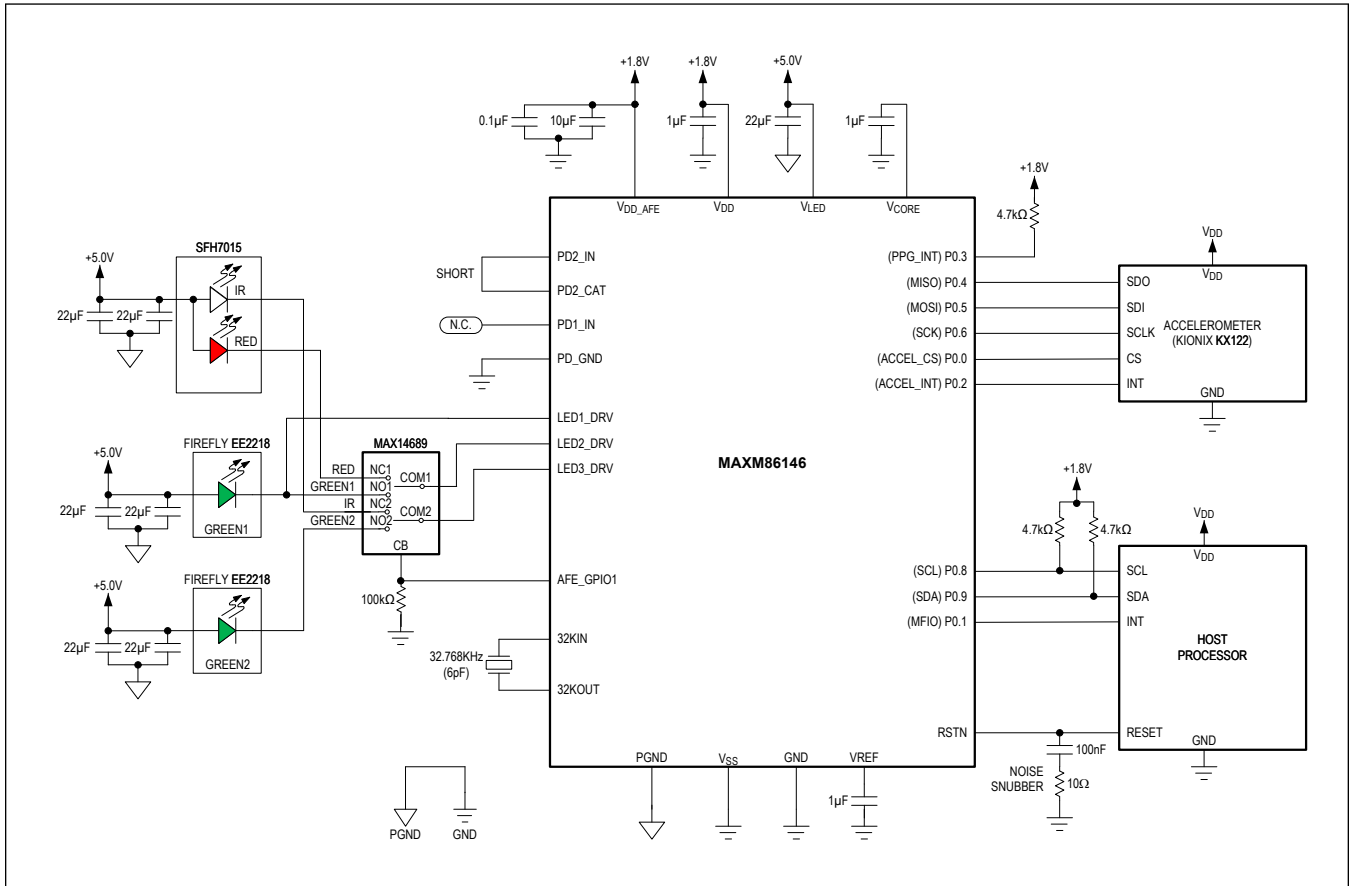 +1.8V
+1.8V
+5.0V
0.1µF
10µF
1µF
22µF
1µF
+1.8V
4.7kΩ
VDD_AFE
VDD
VLED
VCORE
SFH7015
+5.0V
IR
RED
22µF
22µF
SHORT
PD2_IN
PD2_CAT
N.C.
PD1_IN
PD_GND
(PPG_INT) P0.3
(MISO) P0.4
(MOSI) P0.5
(SCK) P0.6
(ACCEL_CS) P0.0
(ACCEL_INT) P0.2
VDD
VDD
SDO
SDI
SCLK
CS
INT
ACCELEROMETER
(KIONIX KX122)
GND
LED1_DRV
LED2_DRV
LED3_DRV
MAXM86146
FIREFLY EE2218
+5.0V
22µF
22µF
GREEN1
MAX14689
RED
GREEN1
IR
GREEN2
NC1
NO1
NC2
NO2
COM1
COM2
CB
FIREFLY EE2218
+5.0V
22µF
22µF
GREEN2
100kΩ
AFE_GPIO1
32KIN
32.768KHz
(6pF)
32KOUT
+1.8V
4.7kΩ
4.7kΩ
VDD
VDD
(SCL) P0.8
(SDA) P0.9
(MFIO) P0.1
SCL
SDA
INT
HOST
PROCESSOR
RSTN
RESET
GND
100nF
NOISE
SNUBBER
10Ω
PGND
VSS
GND
VREF
1µF
PGND
GND